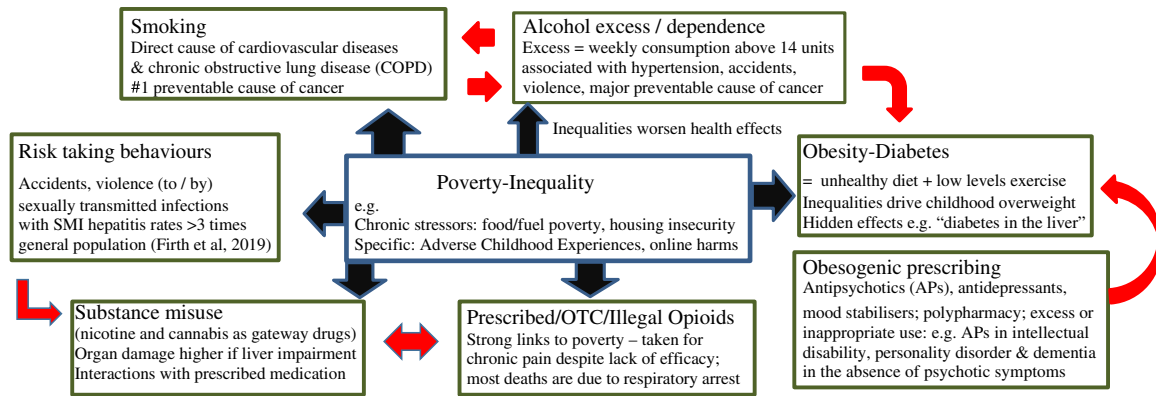 Smoking
Direct cause of cardiovascular diseases
& chronic obstructive lung disease (COPD)
#1 preventable cause of cancer
Alcohol excess / dependence
Excess = weekly consumption above 14 units
associated with hypertension, accidents,
violence, major preventable cause of cancer
Inequalities worsen health effects
Risk taking behaviours
Accidents, violence (to / by)
sexually transmitted infections
with SMI hepatitis rates >3 times
general population (Firth et al, 2019)
Poverty-Inequality
e.g.
Chronic stressors: food/fuel poverty, housing insecurity
Specific: Adverse Childhood Experiences, online harms
Obesity-Diabetes
= unhealthy diet + low levels exercise
Inequalities drive childhood overweight
Hidden effects e.g. “diabetes in the liver”
Substance misuse
(nicotine and cannabis as gateway drugs)
Organ damage higher if liver impairment
Interactions with prescribed medication
Prescribed/OTC/Illegal Opioids
Strong links to poverty – taken for
chronic pain despite lack of efficacy;
most deaths are due to respiratory arrest
Obesogenic prescribing
Antipsychotics (APs), antidepressants,
mood stabilisers; polypharmacy; excess or
inappropriate use: e.g. APs in intellectual
disability, personality disorder & dementia
in the absence of psychotic symptoms